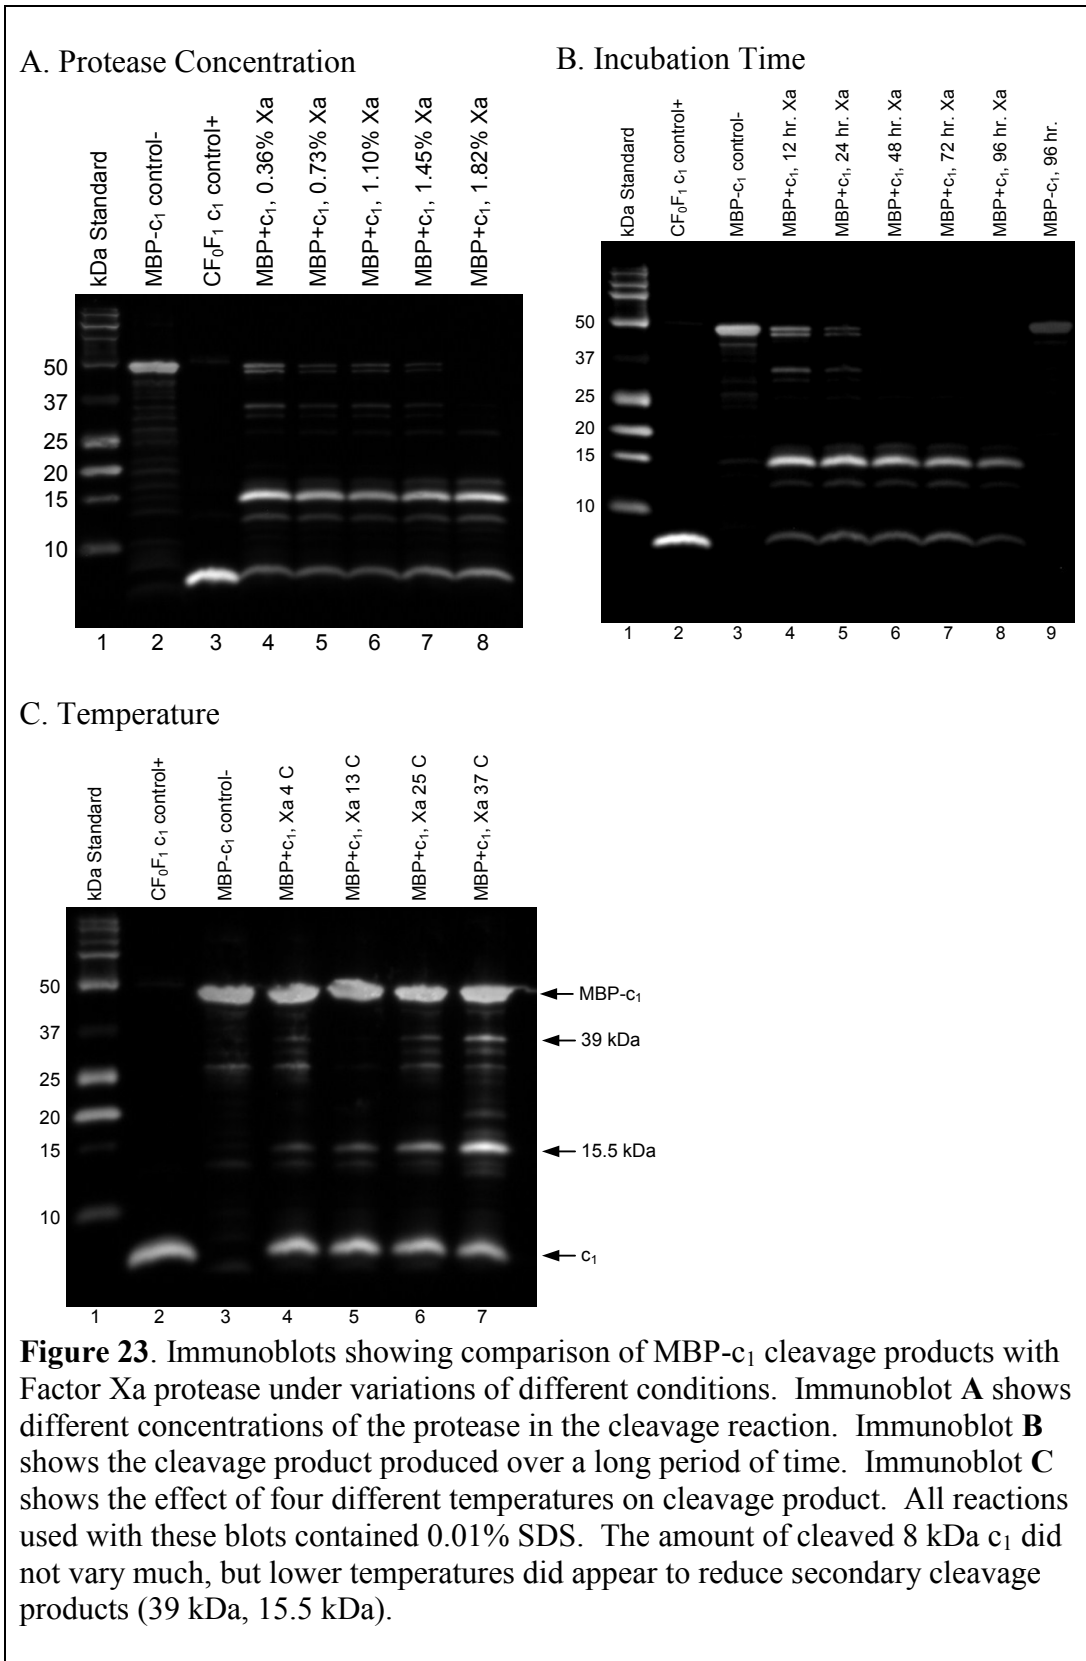 A. Protease Concentration
kDa Standard
MBP-c₁ control-
CF₀F₁ c₁ control+
MBP+c₁, 0.36% Xa
MBP+c₁, 0.73% Xa
MBP+c₁, 1.10% Xa
MBP+c₁, 1.45% Xa
MBP+c₁, 1.82% Xa
50
37
25
20
15
10
1 2 3 4 5 6 7 8
B. Incubation Time
kDa Standard
CF₀F₁ c₁ control+
MBP-c₁ control-
MBP+c₁, 12 hr. Xa
MBP+c₁, 24 hr. Xa
MBP+c₁, 48 hr. Xa
MBP+c₁, 72 hr. Xa
MBP+c₁, 96 hr. Xa
MBP-c₁, 96 hr.
50
37
25
20
15
10
1 2 3 4 5 6 7 8 9
C. Temperature
kDa Standard
CF₀F₁ c₁ control+
MBP-c₁ control-
MBP+c₁, Xa 4 C
MBP+c₁, Xa 13 C
MBP+c₁, Xa 25 C
MBP+c₁, Xa 37 C
50
37
25
20
15
10
MBP-c₁
39 kDa
15.5 kDa
c₁
1 2 3 4 5 6 7
Figure 23. Immunoblots showing comparison of MBP-c₁ cleavage products with
Factor Xa protease under variations of different conditions. Immunoblot A shows
different concentrations of the protease in the cleavage reaction. Immunoblot B
shows the cleavage product produced over a long period of time. Immunoblot C
shows the effect of four different temperatures on cleavage product. All reactions
used with these blots contained 0.01% SDS. The amount of cleaved 8 kDa c₁ did
not vary much, but lower temperatures did appear to reduce secondary cleavage
products (39 kDa, 15.5 kDa).